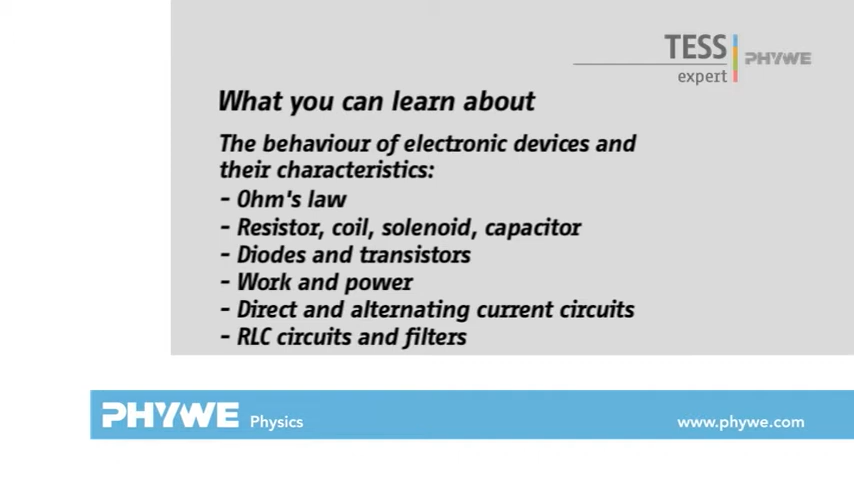 TESS
expert
PHYWE
What you can learn about
The behaviour of electronic devices and
their characteristics:
- Ohm's law
- Resistor, coil, solenoid, capacitor
- Diodes and transistors
- Work and power
- Direct and alternating current circuits
- RLC circuits and filters
PHYWE Physics
www.phywe.com